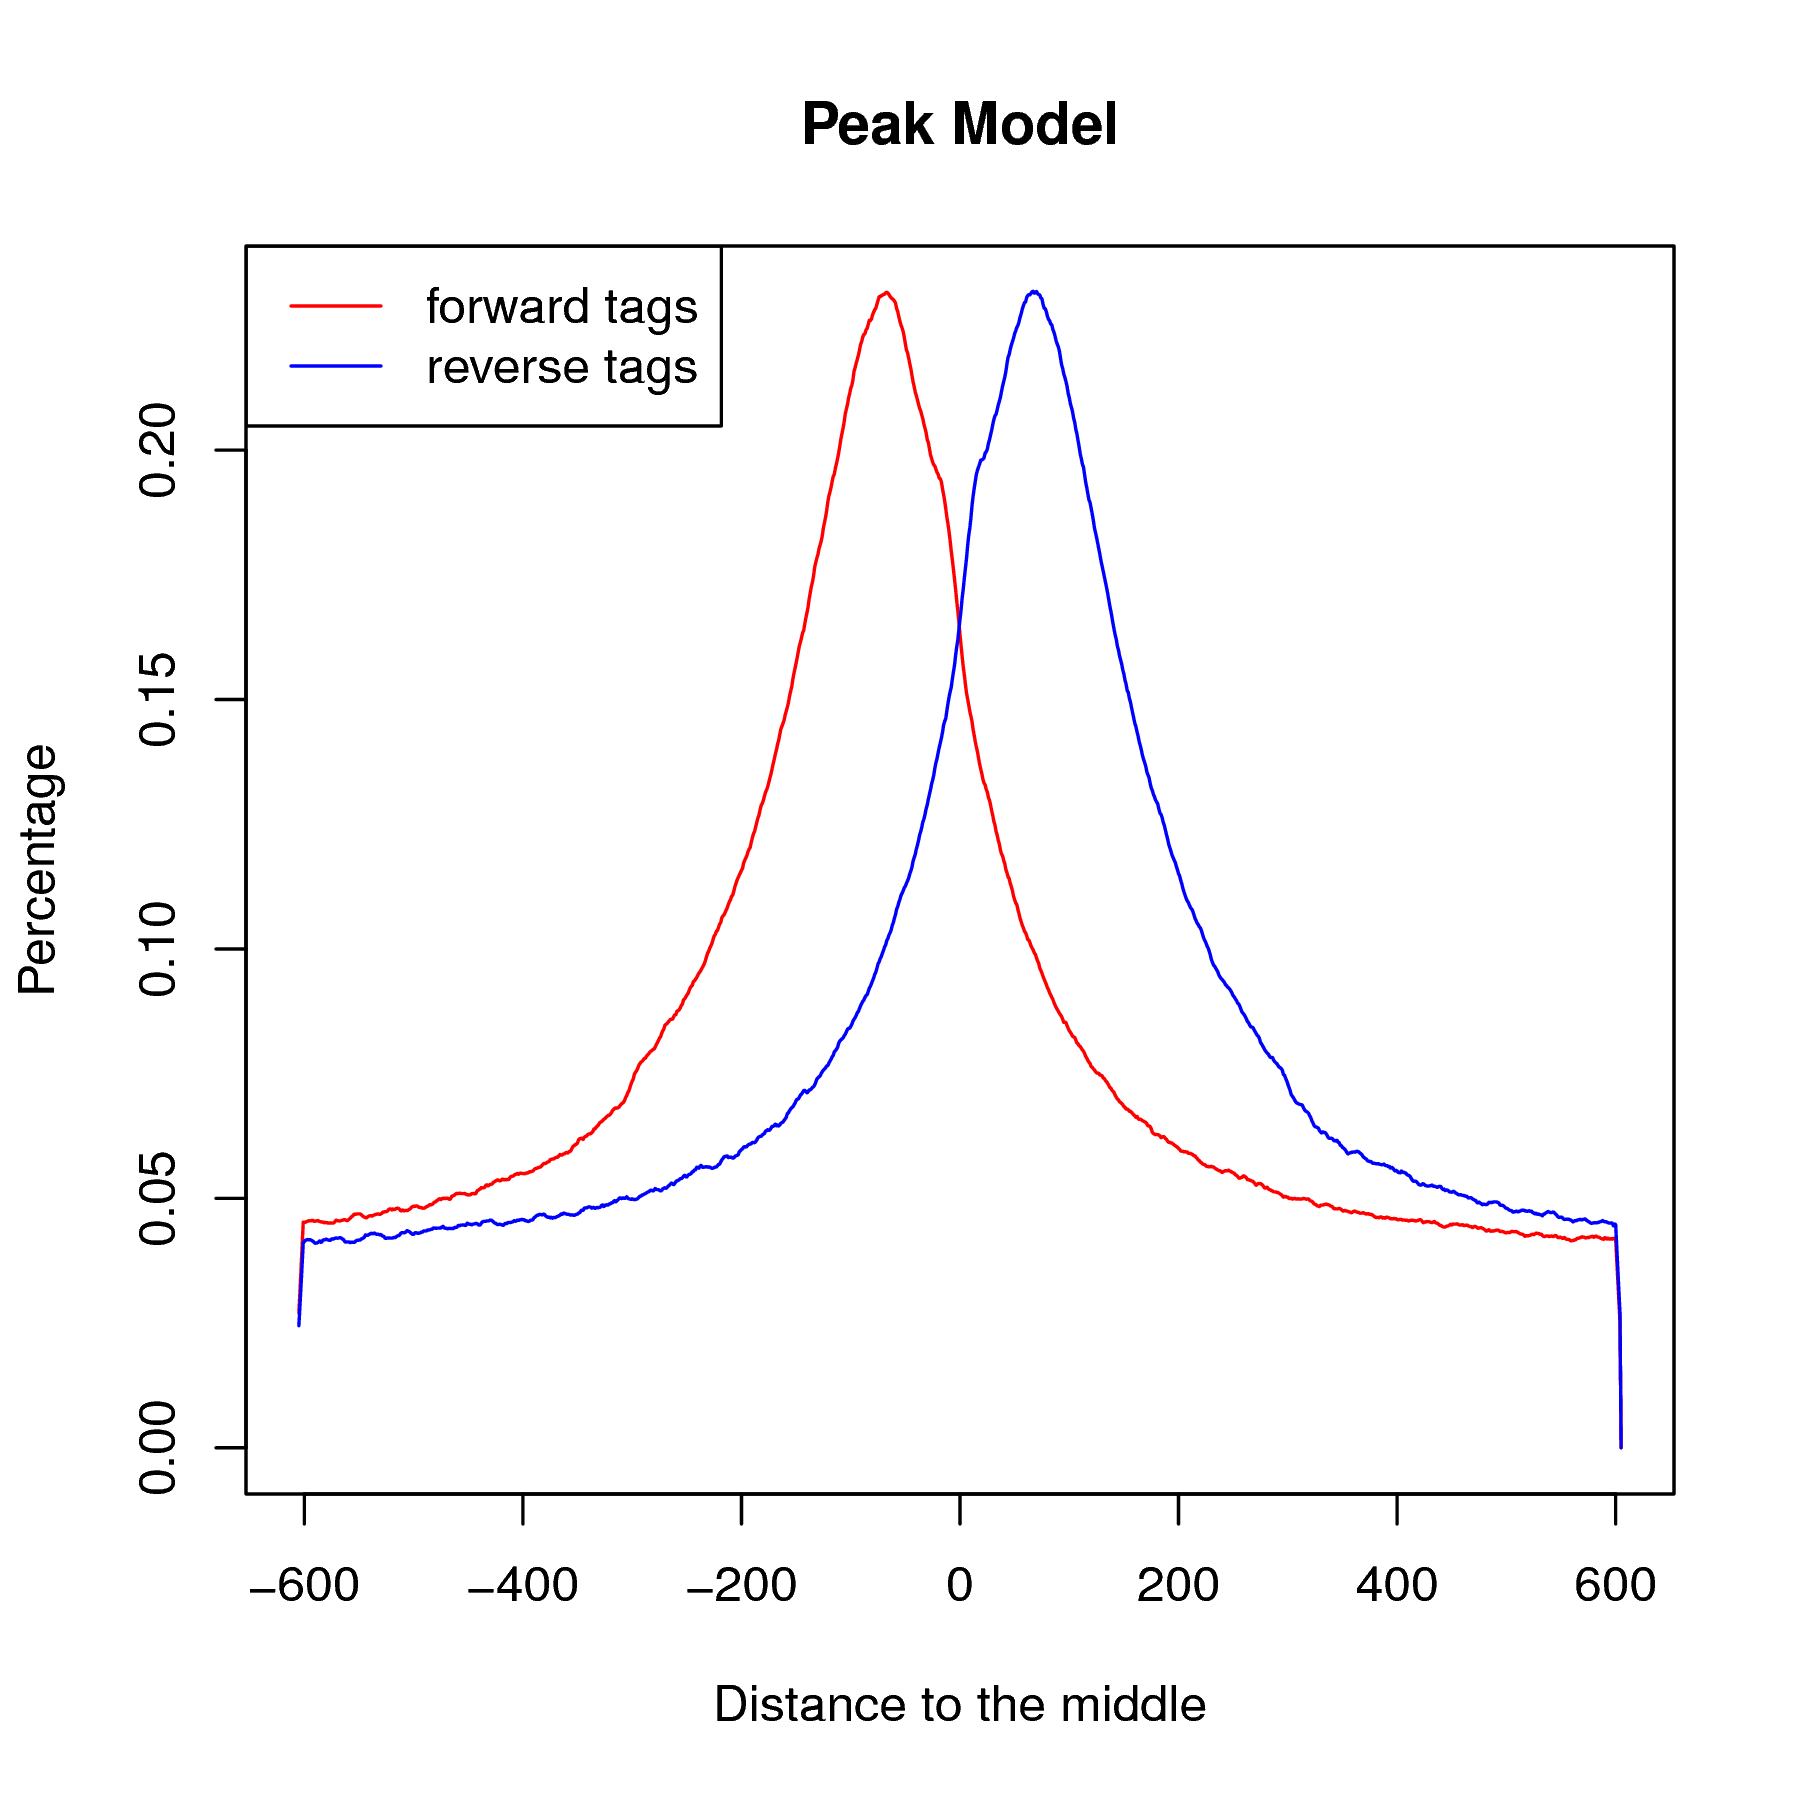 Peak Model
forward tags
reverse tags
Percentage
0.20
0.15
0.10
0.05
0.00
−600 −400 −200 0 200 400 600
Distance to the middle